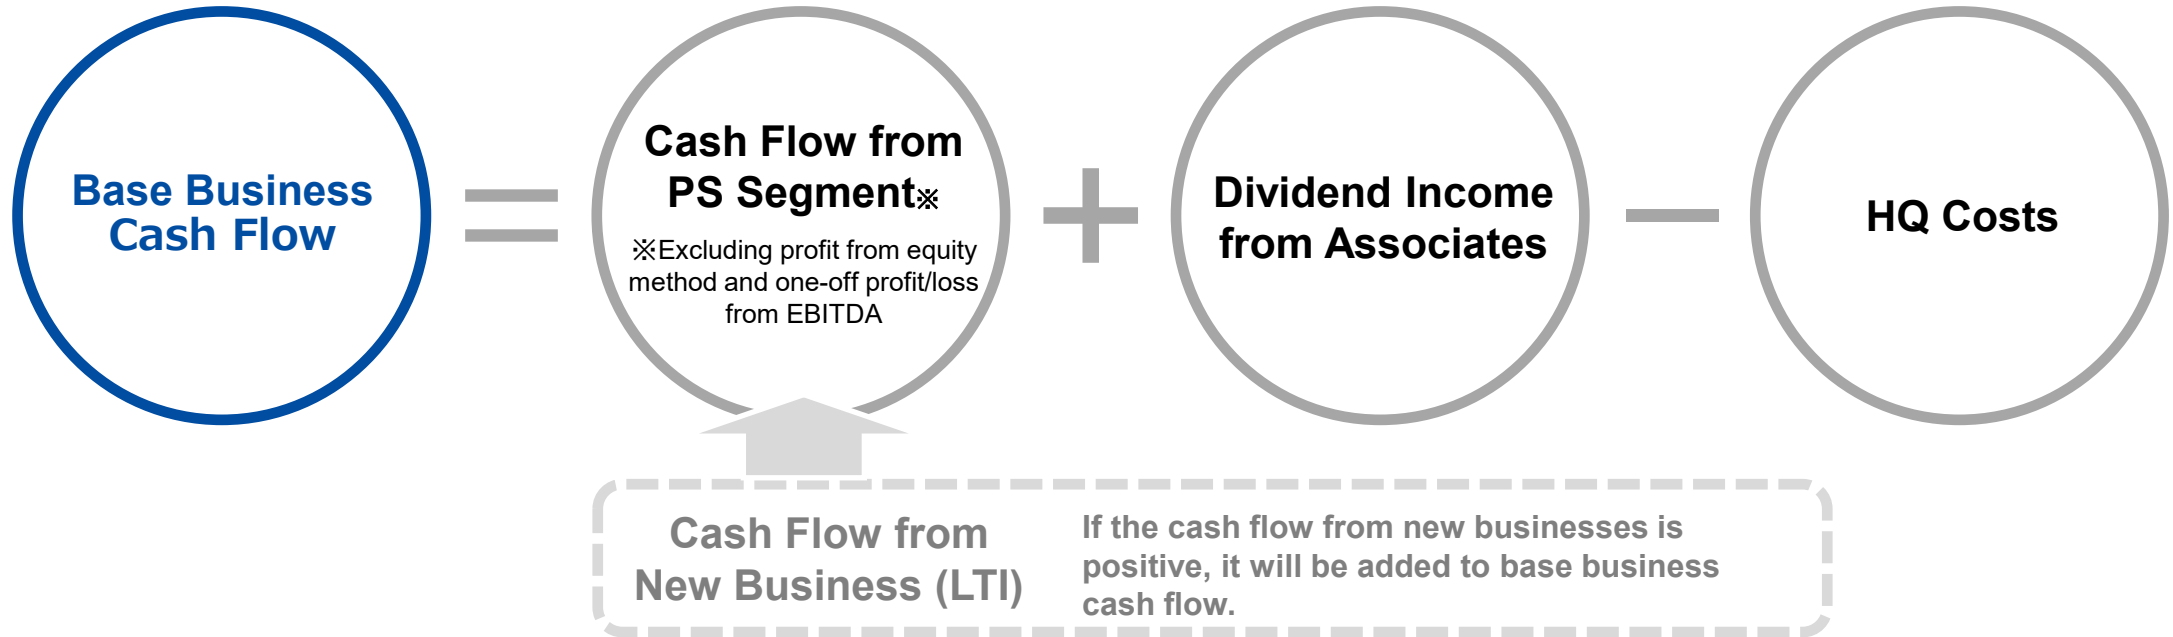 Base Business
Cash Flow
=
Cash Flow from
PS Segment※
※Excluding profit from equity
method and one-off profit/loss
from EBITDA
+
Dividend Income
from Associates
−
HQ Costs
Cash Flow from
New Business (LTI)
If the cash flow from new businesses is
positive, it will be added to base business
cash flow.